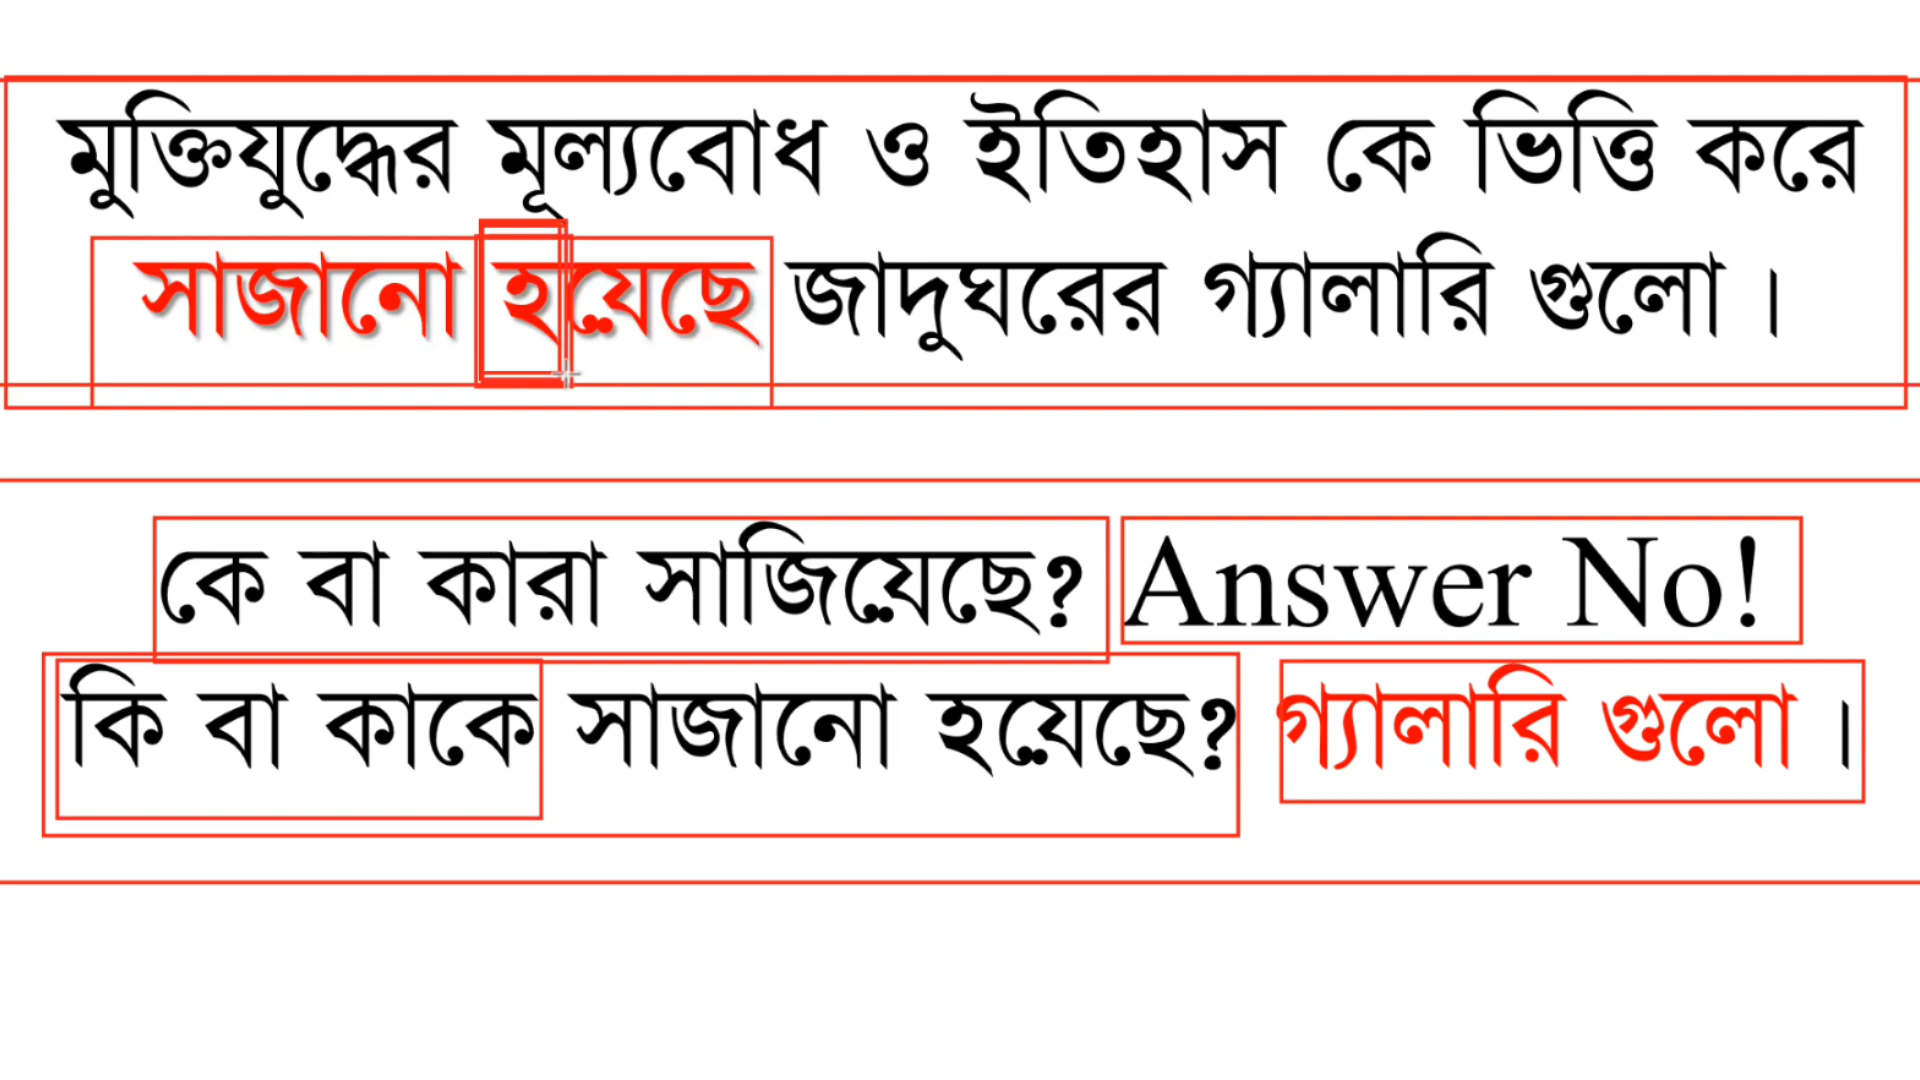 মুক্তিযুদ্ধের মূল্যবোধ ও ইতিহাস কে ভিত্তি করে
সাজানো হয়েছে জাদুঘরের গ্যালারি গুলো ।
কে বা কারা সাজিয়েছে? Answer No!
কি বা কাকে সাজানো হয়েছে? গ্যালারি গুলো ।